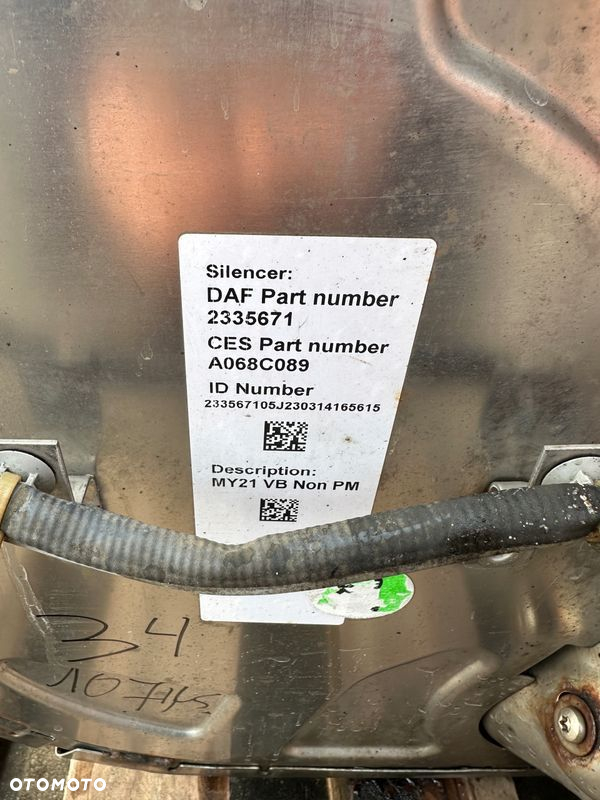 Silencer:
DAF Part number
2335671
CES Part number
A068C089
ID Number
233567105J230314165615
Description:
MY21 VB Non PM
34
OTOMOTO